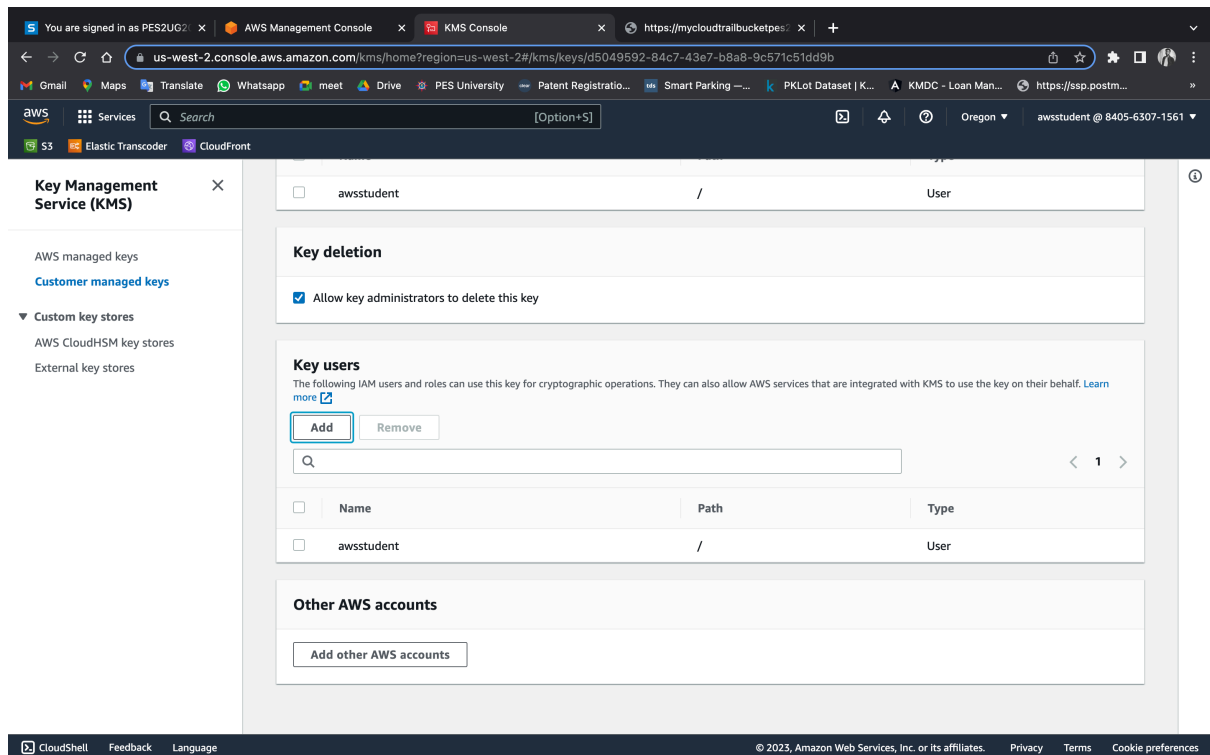 You are signed in as PES2UG20
AWS Management Console
KMS Console
https://mycloudtrailbucketpes2
us-west-2.console.aws.amazon.com/kms/home?region=us-west-2#/kms/keys/d5049592-84c7-43e7-b8a8-9c571c51dd9b
Gmail Maps Translate Whatsapp meet Drive PES University Patent Registratio... Smart Parking —... PKLot Dataset | K... KMDC - Loan Man... https://ssp.postm... »
aws Services Search [Option+S] Oregon ▼ awsstudent @ 8405-6307-1561 ▼
S3 Elastic Transcoder CloudFront
Key Management
Service (KMS)
AWS managed keys
Customer managed keys
▼ Custom key stores
AWS CloudHSM key stores
External key stores
awsstudent / User
Key deletion
Allow key administrators to delete this key
Key users
The following IAM users and roles can use this key for cryptographic operations. They can also allow AWS services that are integrated with KMS to use the key on their behalf. Learn
more
Add Remove
< 1 >
Name Path Type
awsstudent / User
Other AWS accounts
Add other AWS accounts
CloudShell Feedback Language © 2023, Amazon Web Services, Inc. or its affiliates. Privacy Terms Cookie preferences